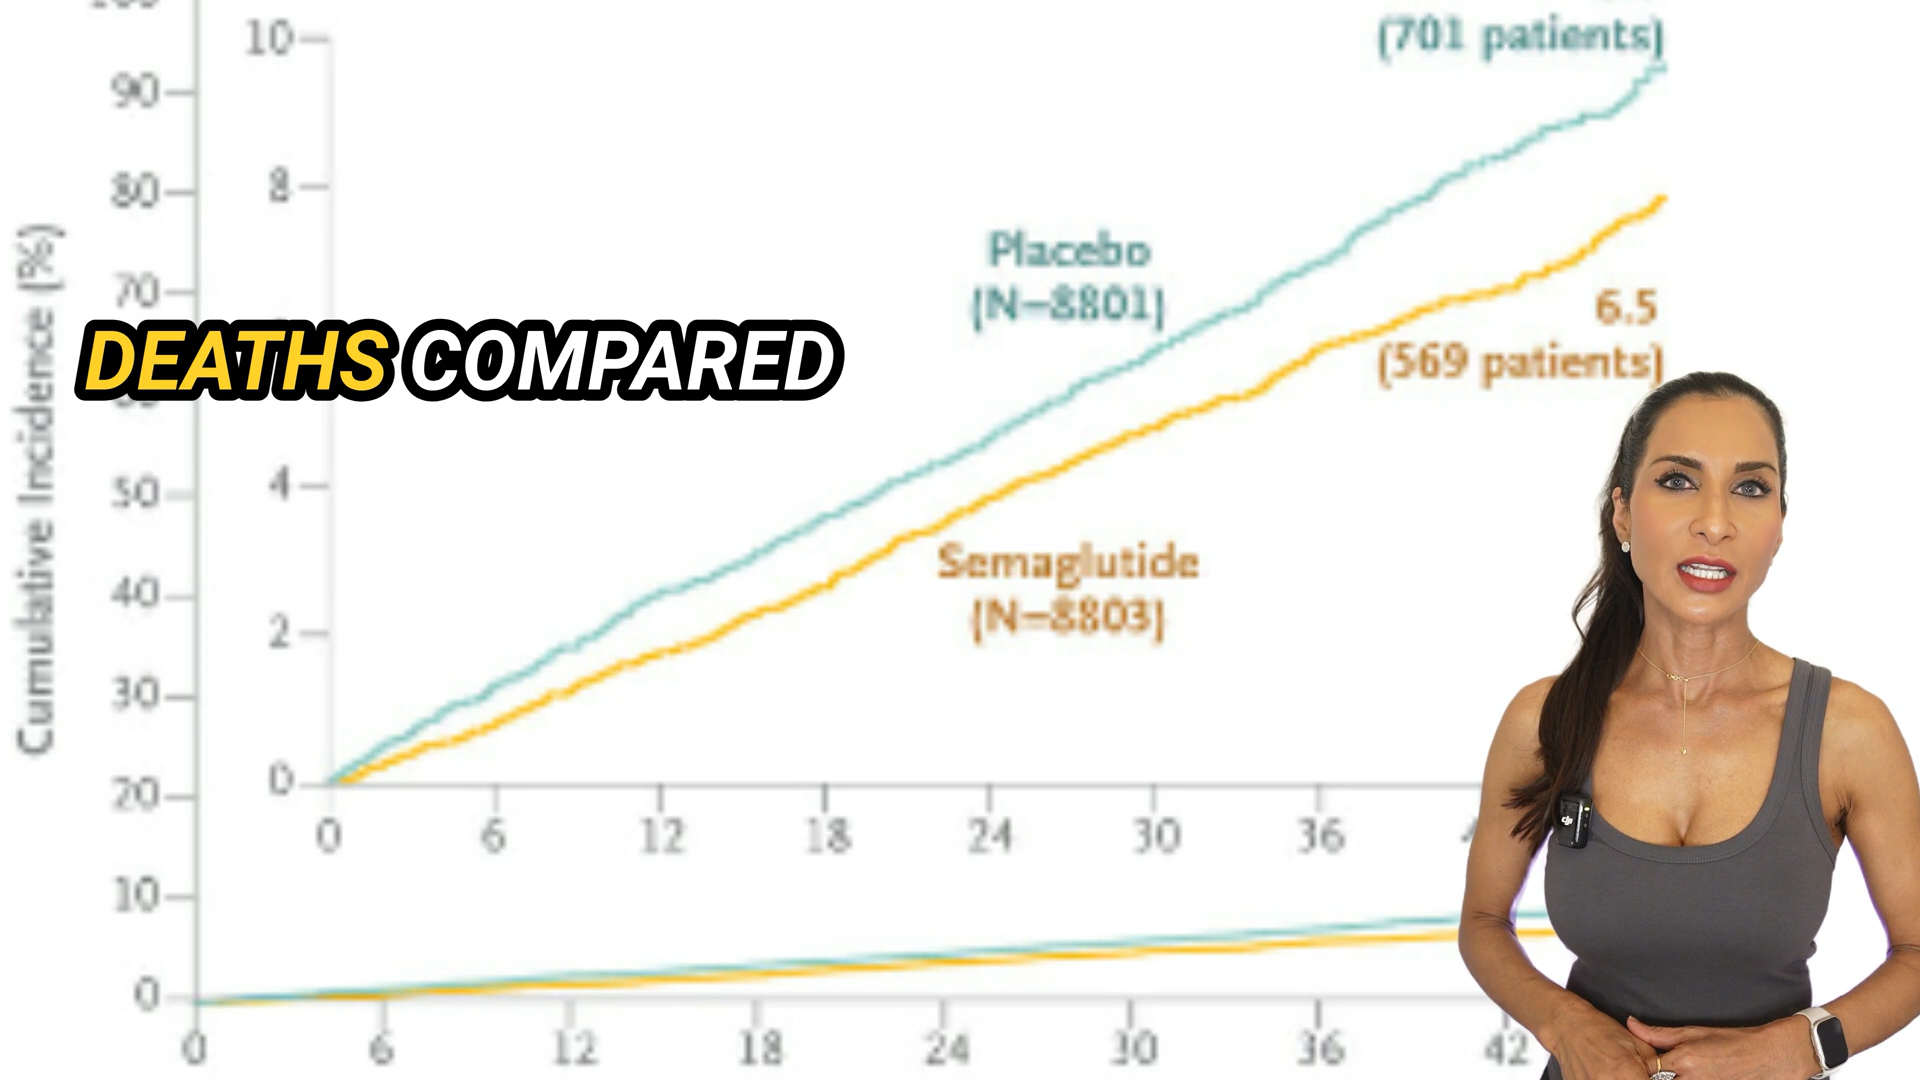 100
90
80
70
50
40
30
20
10
0
Cumulative Incidence (%)
10
8
4
2
0
(701 patients)
Placebo
(N=8801)
6.5
(569 patients)
DEATHS COMPARED
Semaglutide
(N=8803)
0 6 12 18 24 30 36
0 6 12 18 24 30 36 42